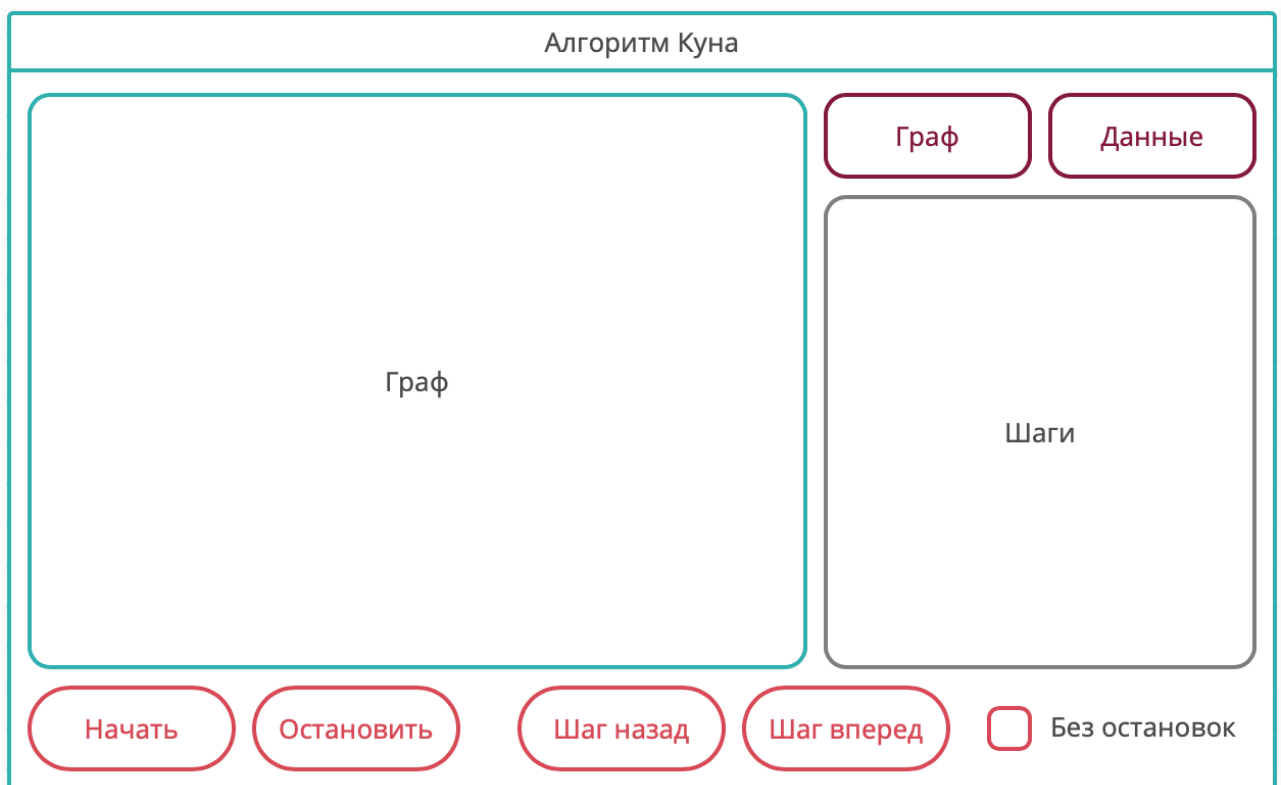 Алгоритм Куна
Граф
Данные
Граф
Шаги
Начать
Остановить
Шаг назад
Шаг вперед
Без остановок